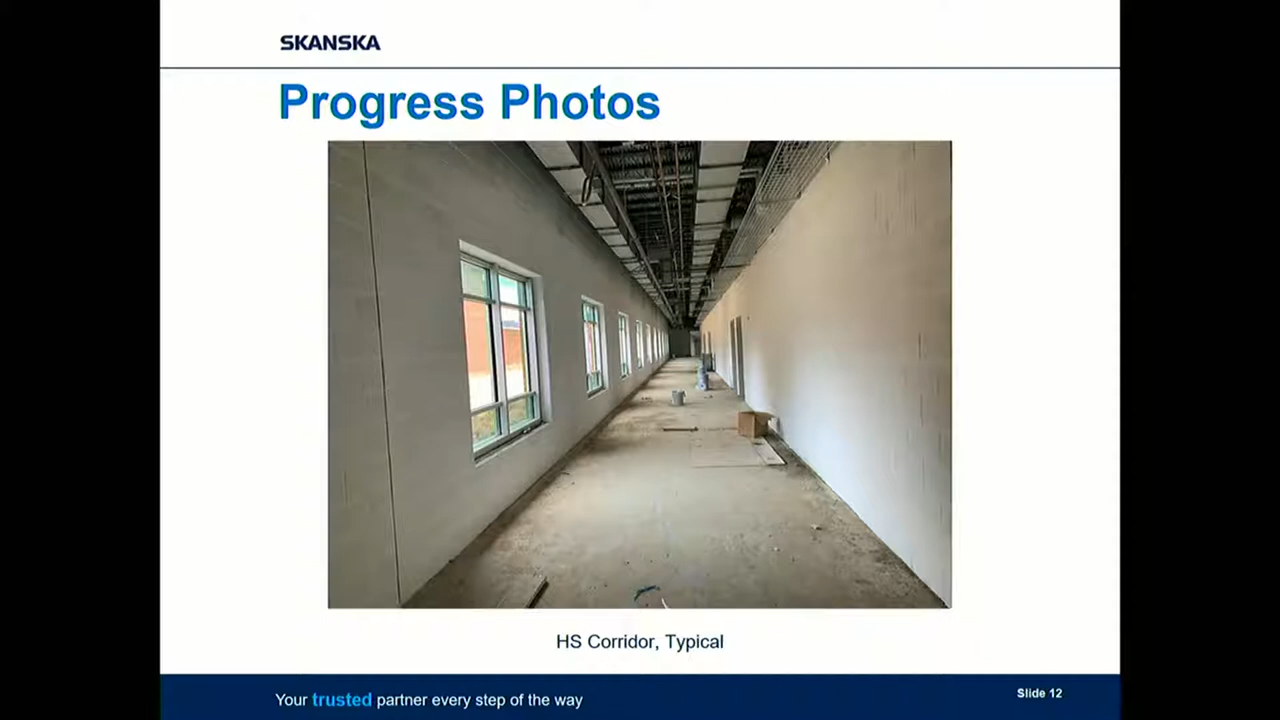 SKANSKA
Progress Photos
HS Corridor, Typical
Your trusted partner every step of the way
Slide 12